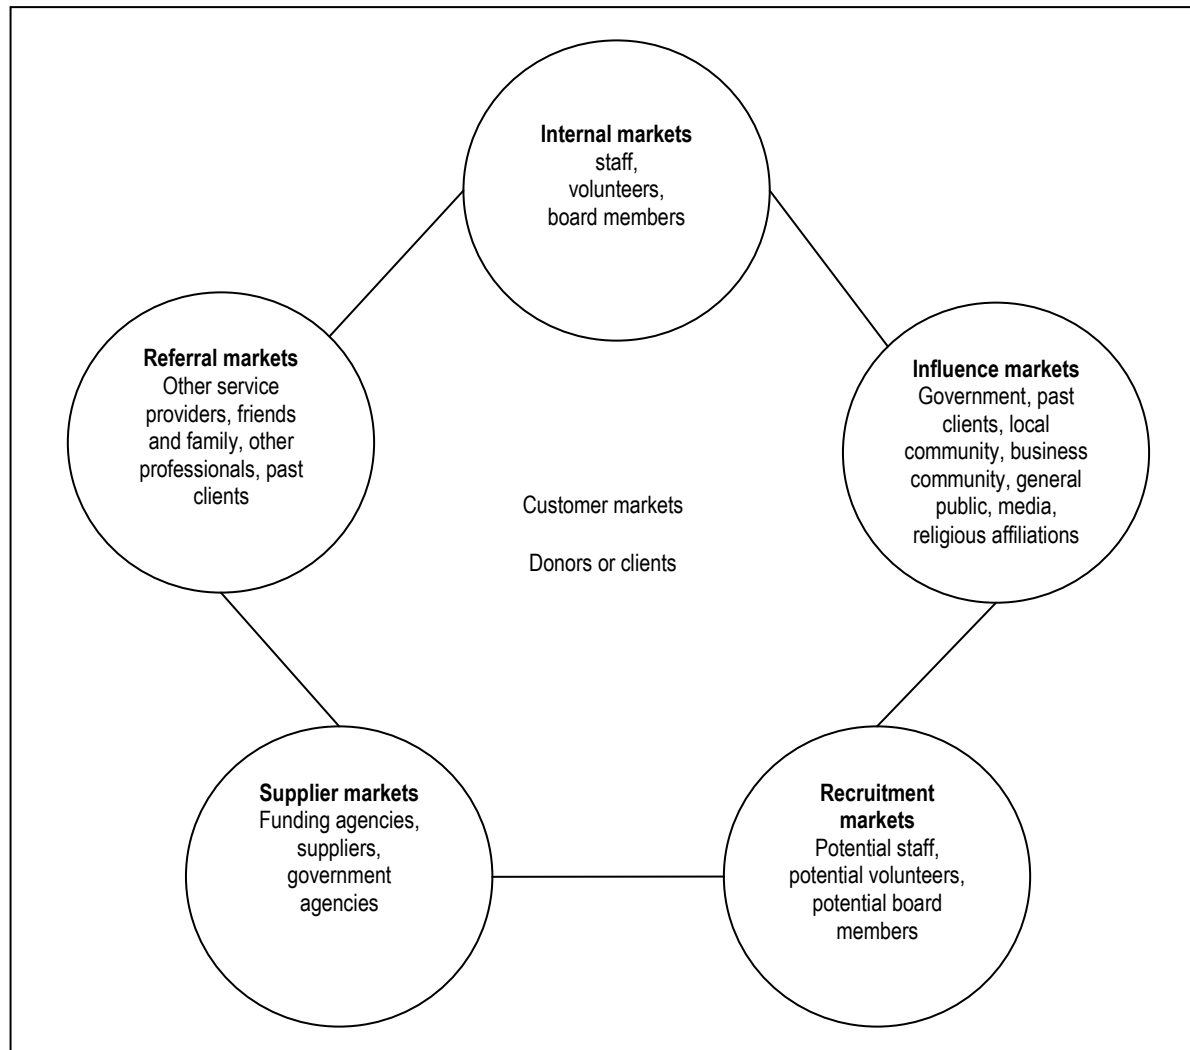 Internal markets
staff,
volunteers,
board members
Referral markets
Other service
providers, friends
and family, other
professionals, past
clients
Influence markets
Government, past
clients, local
community, business
community, general
public, media,
religious affiliations
Customer markets
Donors or clients
Supplier markets
Funding agencies,
suppliers,
government
agencies
Recruitment
markets
Potential staff,
potential volunteers,
potential board
members